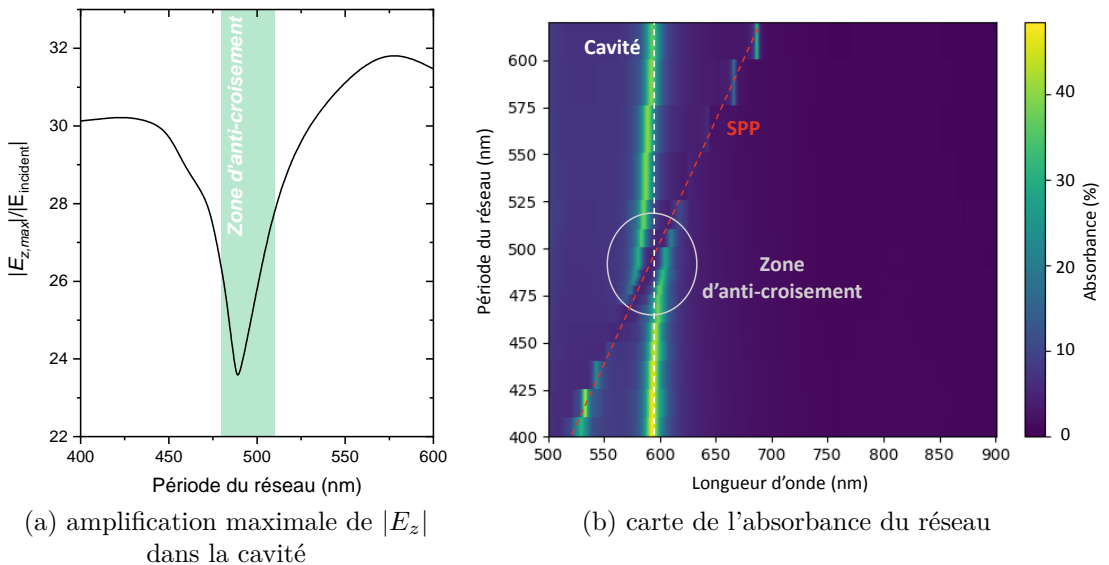 32
30
28
26
24
22
400
450
500
550
600
|E_{z,max}|/|E_{incident}|
Zone d'anti-croisement
Période du réseau (nm)
(a) amplification maximale de |E_z|
dans la cavité
600
575
550
525
500
475
450
425
400
500
550
600
650
700
750
800
850
900
Période du réseau (nm)
Longueur d'onde (nm)
Cavité
SPP
Zone
d'anti-croisement
40
30
20
10
0
Absorbance (%)
(b) carte de l'absorbance du réseau